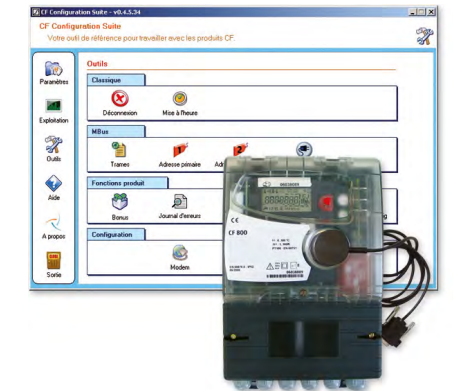 CF Configuration Suite - v0.4.5.34
CF Configuration Suite
Votre outil de référence pour travailler avec les produits CF.
Outils
Paramètres
Exploitation
Outils
Aide
A propos
Sortie
Classique
Déconnexion
Mise à l'heure
MBus
Trames
Adresse primaire
Fonctions produit
Bonus
Journal d'erreurs
Configuration
Modem
CE
CF 800